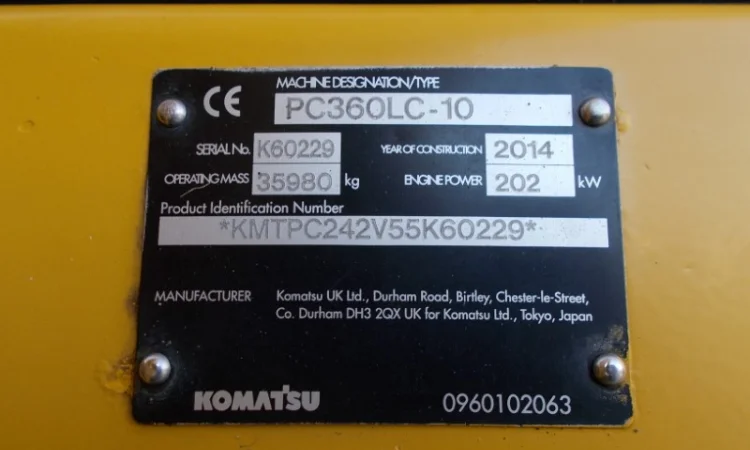 CE
MACHINE DESIGNATION/TYPE
PC360LC-10
SERIAL No. K60229 YEAR OF CONSTRUCTION 2014
OPERATING MASS 35980 kg ENGINE POWER 202 kW
Product Identification Number
*KMTPC242V55K60229*
MANUFACTURER Komatsu UK Ltd., Durham Road, Birtley, Chester-le-Street,
Co. Durham DH3 2QX UK for Komatsu Ltd., Tokyo, Japan
KOMATSU 0960102063